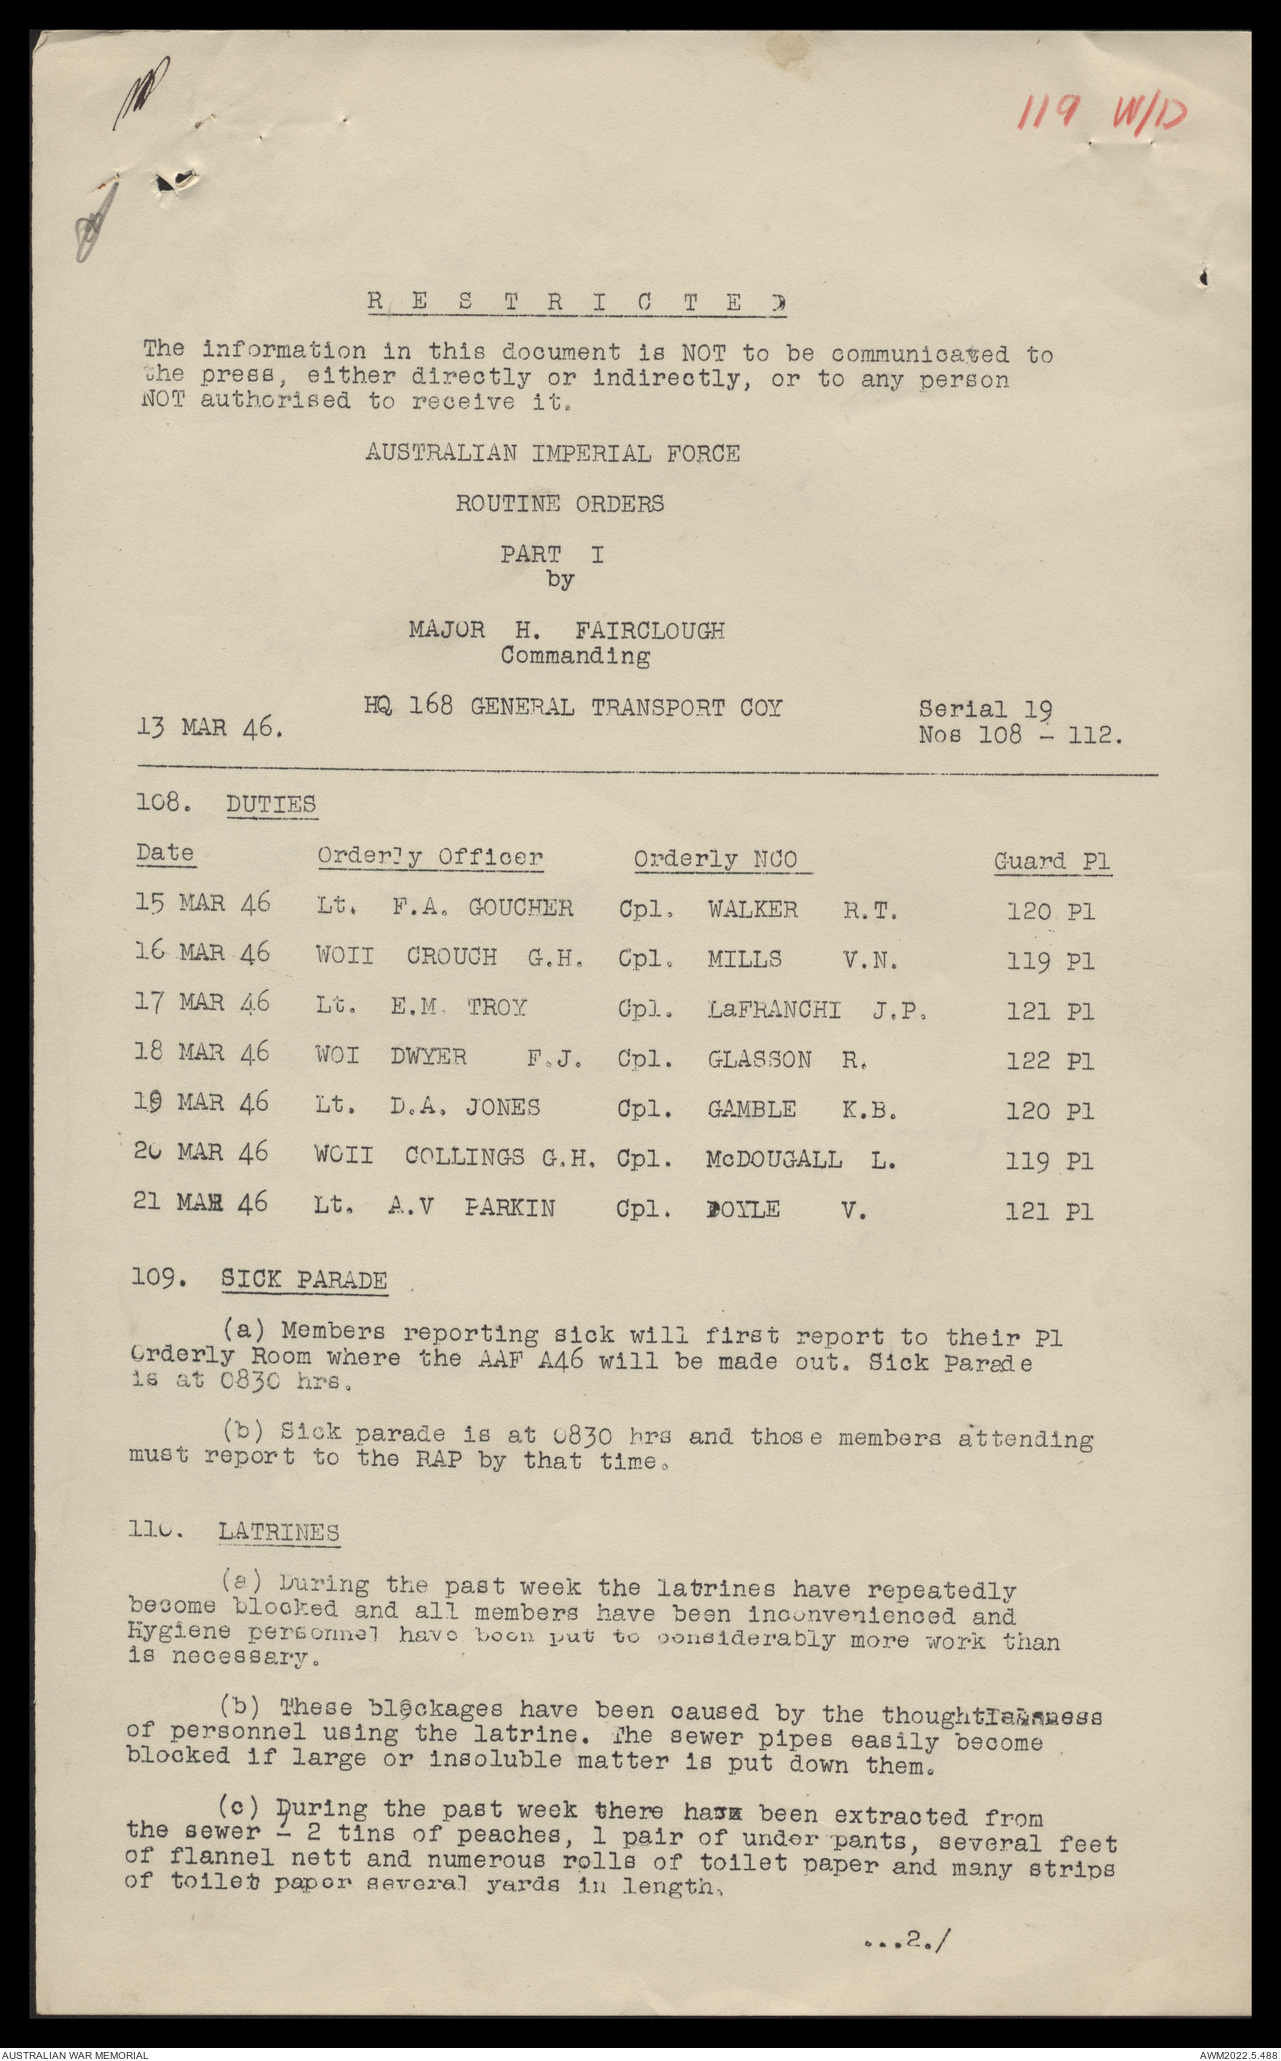 119 W/D
R E S T R I C T E D
The information in this document is NOT to be communicated to
the press, either directly or indirectly, or to any person
NOT authorised to receive it.
AUSTRALIAN IMPERIAL FORCE
ROUTINE ORDERS
PART I
by
MAJOR H. FAIRCLOUGH
Commanding
HQ 168 GENERAL TRANSPORT COY
Serial 19
13 MAR 46.
Nos 108 - 112.
108. DUTIES
Date Orderly Officer Orderly NCO Guard Pl
15 MAR 46 Lt. F.A. GOUCHER Cpl. WALKER R.T. 120 Pl
16 MAR 46 WOII CROUCH G.H. Cpl. MILLS V.N. 119 Pl
17 MAR 46 Lt. E.M. TROY Cpl. LaFRANCHI J.P. 121 Pl
18 MAR 46 WOI DWYER F.J. Cpl. GLASSON R. 122 Pl
19 MAR 46 Lt. D.A. JONES Cpl. GAMBLE K.B. 120 Pl
20 MAR 46 WOII COLLINGS G.H. Cpl. McDOUGALL L. 119 Pl
21 MAR 46 Lt. A.V PARKIN Cpl. DOYLE V. 121 Pl
109. SICK PARADE
(a) Members reporting sick will first report to their Pl
Orderly Room where the AAF A46 will be made out. Sick Parade
is at 0830 hrs.
(b) Sick parade is at 0830 hrs and those members attending
must report to the RAP by that time.
110. LATRINES
(a) During the past week the latrines have repeatedly
become blocked and all members have been inconvenienced and
Hygiene personnel have been put to considerably more work than
is necessary.
(b) These blockages have been caused by the thoughtlessness
of personnel using the latrine. The sewer pipes easily become
blocked if large or insoluble matter is put down them.
(c) During the past week there have been extracted from
the sewer - 2 tins of peaches, 1 pair of under pants, several feet
of flannel nett and numerous rolls of toilet paper and many strips
of toilet paper several yards in length.
...2./
AUSTRALIAN WAR MEMORIAL
AWM2022.5.488